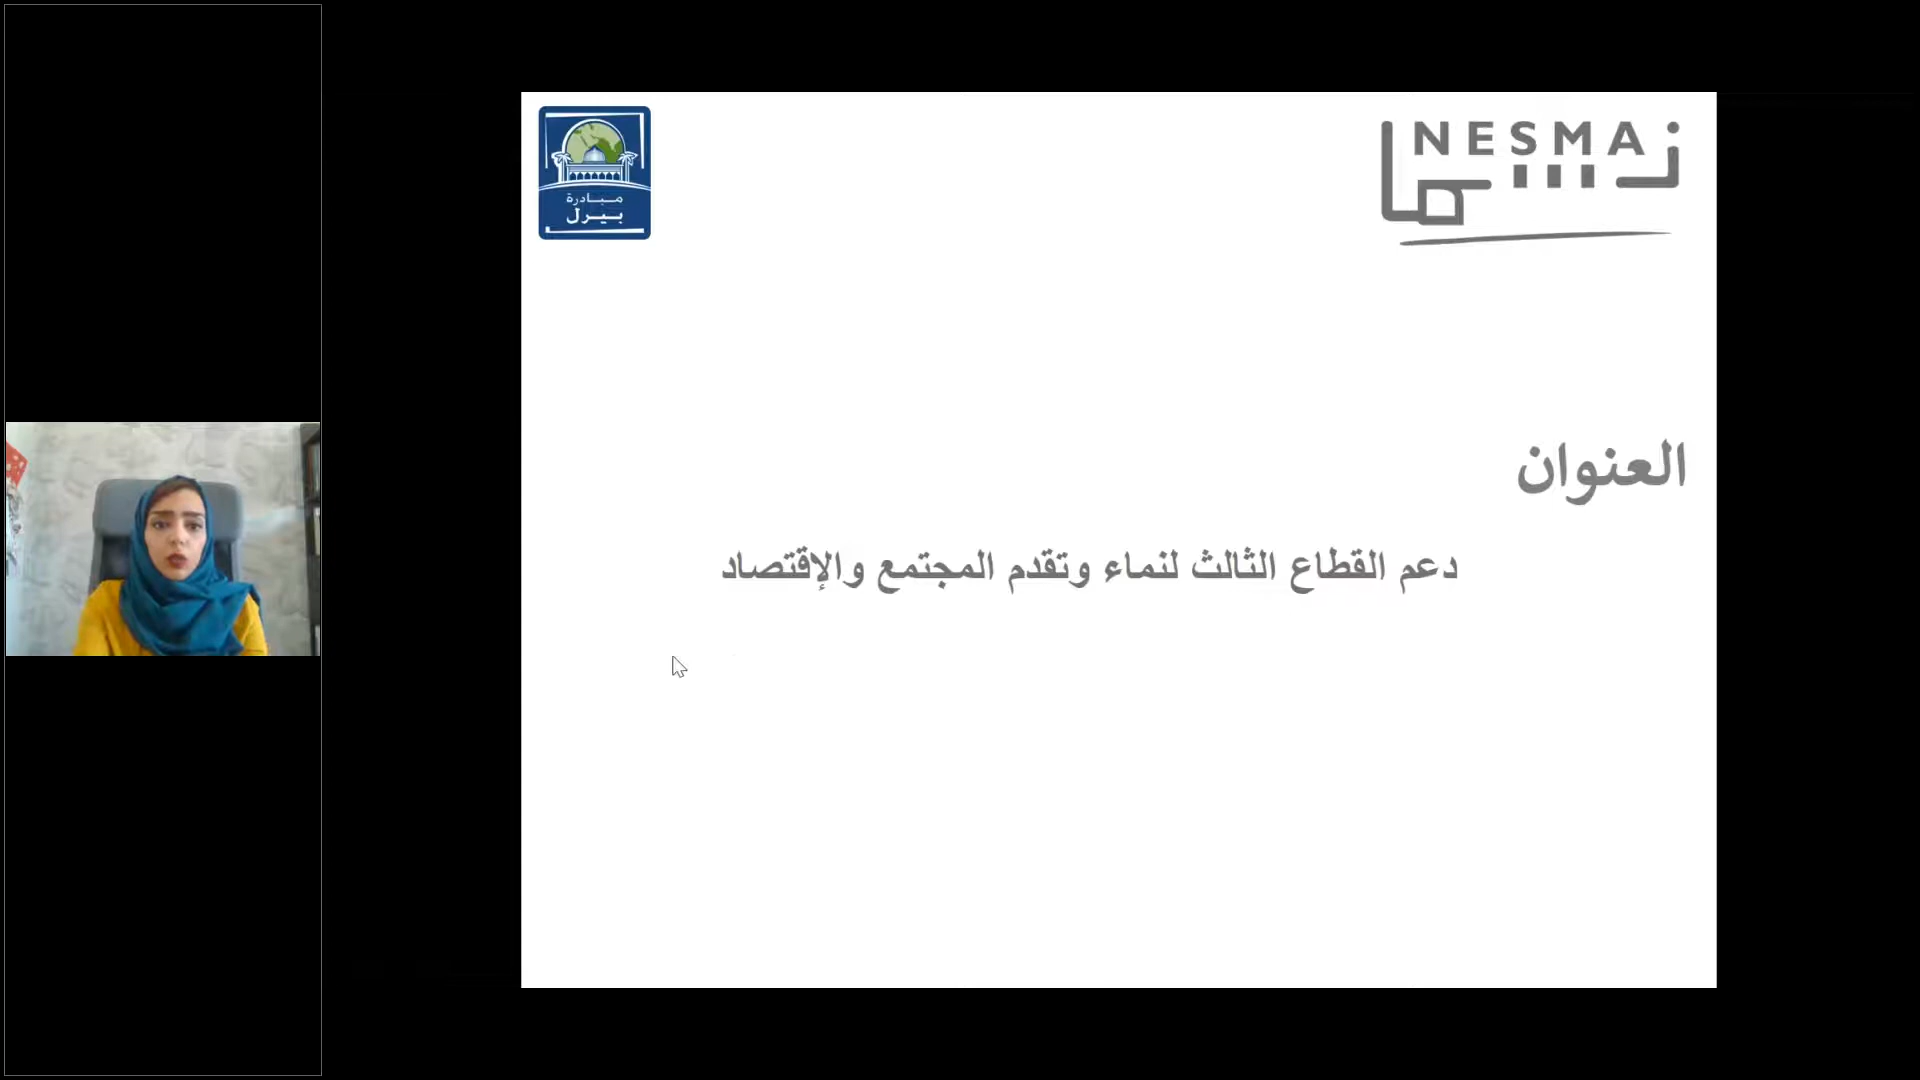 NESMA
نسما
مبادرة
بيرل
العنوان
دعم القطاع الثالث لنماء وتقدم المجتمع والإقتصاد